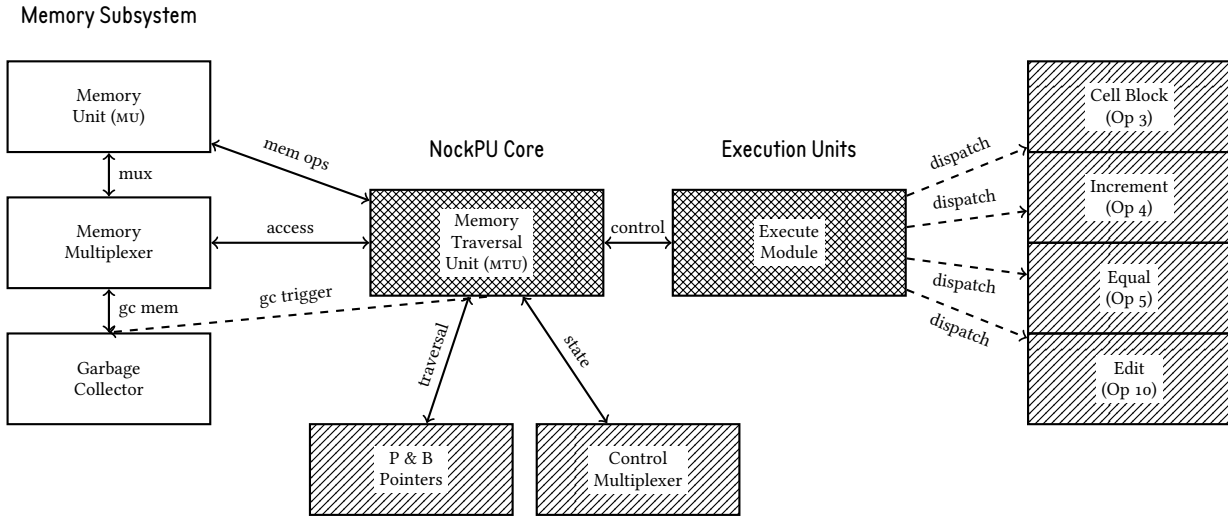 Memory Subsystem
Memory
Unit (MU)
mux
Memory
Multiplexer
gc mem
Garbage
Collector
mem ops
access
gc trigger
NockPU Core
Memory
Traversal
Unit (MTU)
traversal
state
P & B
Pointers
Control
Multiplexer
control
Execution Units
Execute
Module
dispatch
dispatch
dispatch
dispatch
Cell Block
(Op 3)
Increment
(Op 4)
Equal
(Op 5)
Edit
(Op 10)